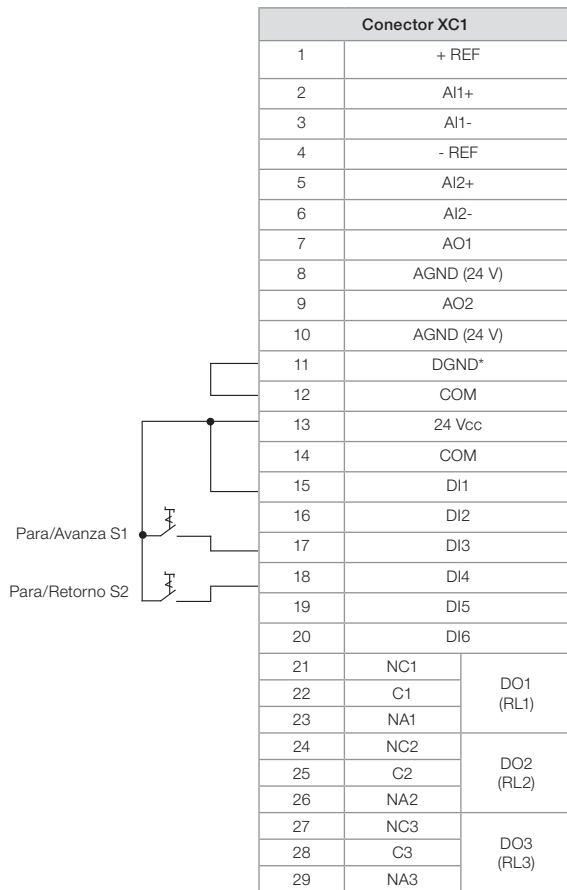 Conector XC1
1 + REF
2 AI1+
3 AI1-
4 - REF
5 AI2+
6 AI2-
7 AO1
8 AGND (24 V)
9 AO2
10 AGND (24 V)
11 DGND*
12 COM
13 24 Vcc
14 COM
15 DI1
16 DI2
Para/Avanza S1
17 DI3
18 DI4
Para/Retorno S2
19 DI5
20 DI6
21 NC1
22 C1
23 NA1
DO1
(RL1)
24 NC2
25 C2
26 NA2
DO2
(RL2)
27 NC3
28 C3
29 NA3
DO3
(RL3)